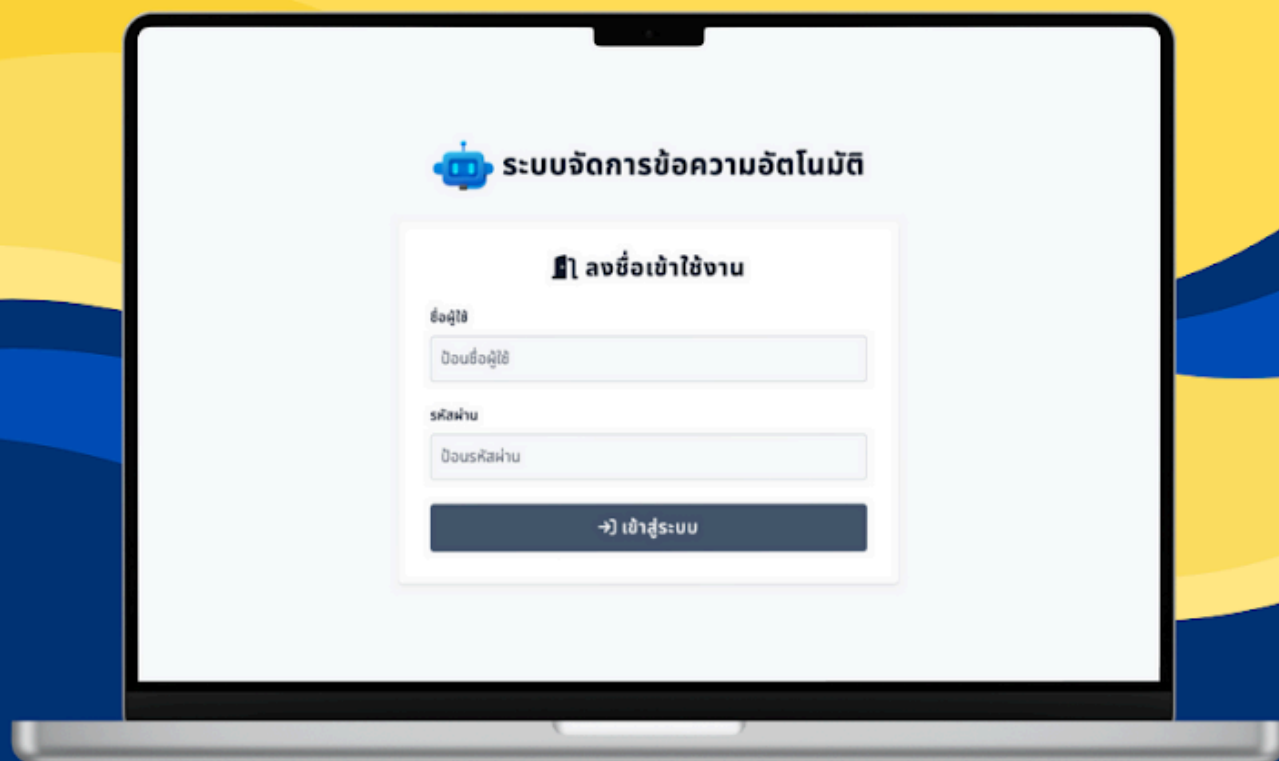 ระบบจัดการข้อความอัตโนมัติ
ลงชื่อเข้าใช้งาน
ชื่อผู้ใช้
ป้อนชื่อผู้ใช้
รหัสผ่าน
ป้อนรหัสผ่าน
เข้าสู่ระบบ